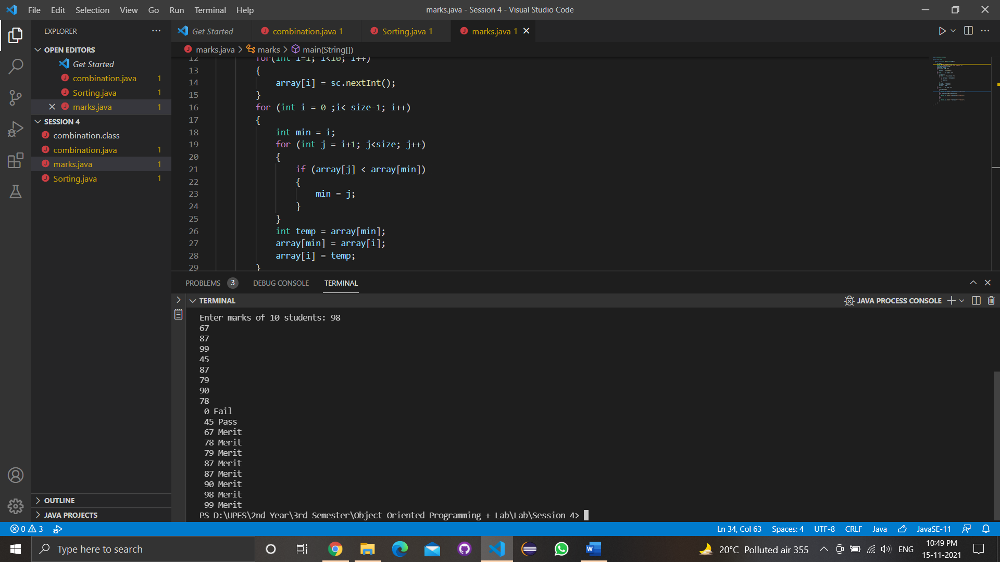 File Edit Selection View Go Run Terminal Help
marks.java - Session 4 - Visual Studio Code
EXPLORER
Get Started
combination.java 1
Sorting.java 1
marks.java 1
OPEN EDITORS
Get Started
combination.java 1
Sorting.java 1
marks.java 1
SESSION 4
combination.class
combination.java 1
marks.java 1
Sorting.java 1
OUTLINE
JAVA PROJECTS
marks.java > marks > main(String[])
12 for(int i=1; i<10; i++)
13 {
14 array[i] = sc.nextInt();
15 }
16 for (int i = 0 ;i< size-1; i++)
17 {
18 int min = i;
19 for (int j = i+1; j<size; j++)
20 {
21 if (array[j] < array[min])
22 {
23 min = j;
24 }
25 }
26 int temp = array[min];
27 array[min] = array[i];
28 array[i] = temp;
29 }
PROBLEMS 3 DEBUG CONSOLE TERMINAL
TERMINAL
JAVA PROCESS CONSOLE
Enter marks of 10 students: 98
67
87
99
45
87
79
90
78
0 Fail
45 Pass
67 Merit
78 Merit
79 Merit
87 Merit
87 Merit
90 Merit
98 Merit
99 Merit
PS D:\UPES\2nd Year\3rd Semester\Object Oriented Programming + Lab\Lab\Session 4>
0 3
Ln 34, Col 63 Spaces: 4 UTF-8 CRLF Java JavaSE-11
Type here to search
20°C Polluted air 355
ENG
10:49 PM
15-11-2021